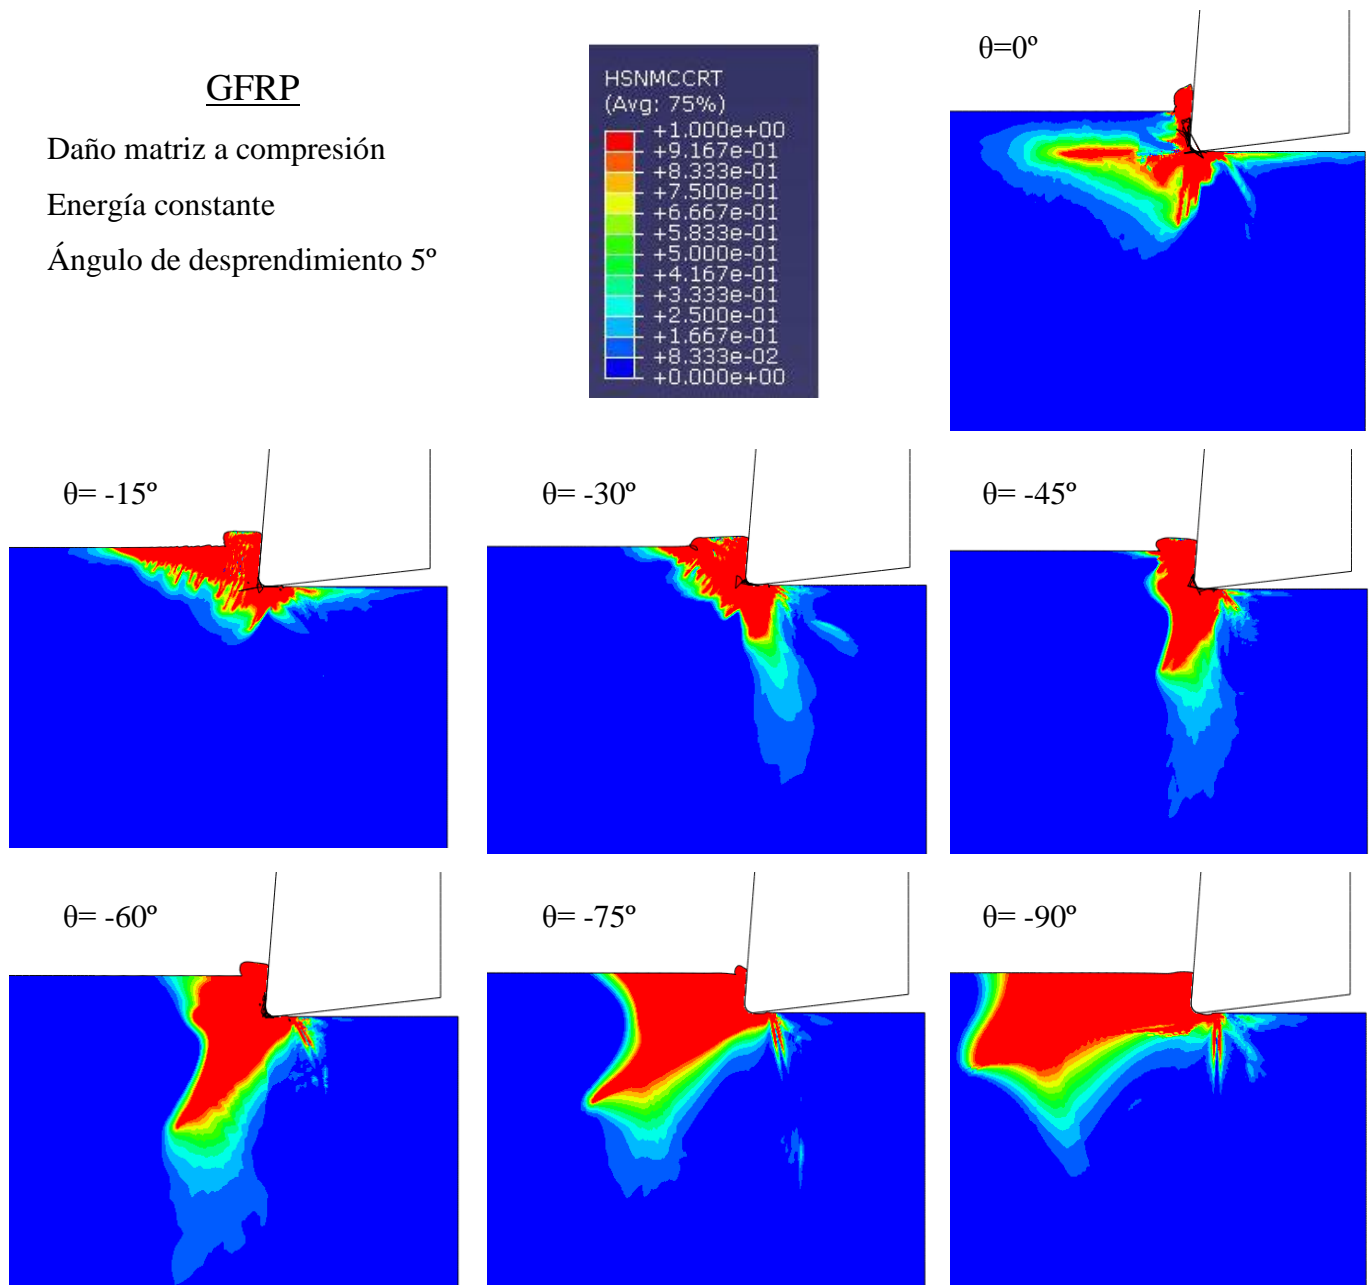 GFRP
Daño matriz a compresión
Energía constante
Ángulo de desprendimiento 5º
HSNMCCRT
(Avg: 75%)
+1.000e+00
+9.167e-01
+8.333e-01
+7.500e-01
+6.667e-01
+5.833e-01
+5.000e-01
+4.167e-01
+3.333e-01
+2.500e-01
+1.667e-01
+8.333e-02
+0.000e+00
θ=0º
θ= -15º
θ= -30º
θ= -45º
θ= -60º
θ= -75º
θ= -90º